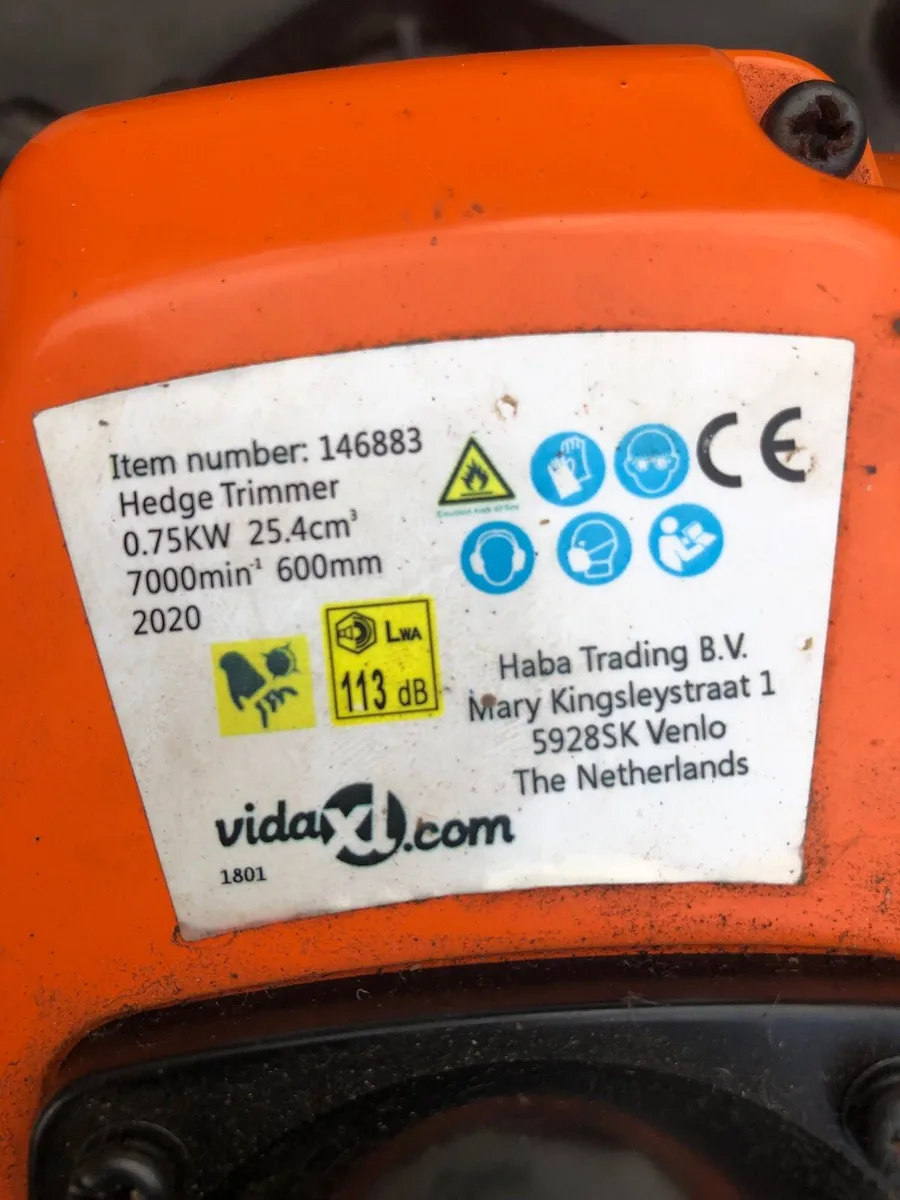 Item number: 146883
Hedge Trimmer
0.75KW 25.4cm³
7000min⁻¹ 600mm
2020
CE
LWA
113 dB
Haba Trading B.V.
Mary Kingsleystraat 1
5928SK Venlo
The Netherlands
vidaXL.com
1801